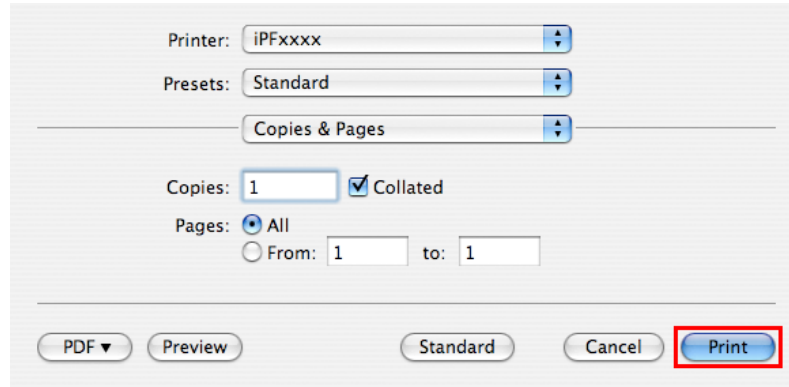 Printer: iPFxxxx
Presets: Standard
Copies & Pages
Copies: 1 Collated
Pages: All
From: 1 to: 1
PDF ▼ Preview Standard Cancel Print